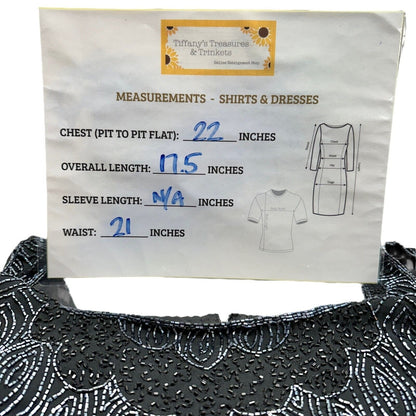 Tiffany's Treasures
& Trinkets
Online Consignment Shop
MEASUREMENTS - SHIRTS & DRESSES
CHEST (PIT TO PIT FLAT): 22 INCHES
OVERALL LENGTH: 17.5 INCHES
SLEEVE LENGTH: N/A INCHES
WAIST: 21 INCHES